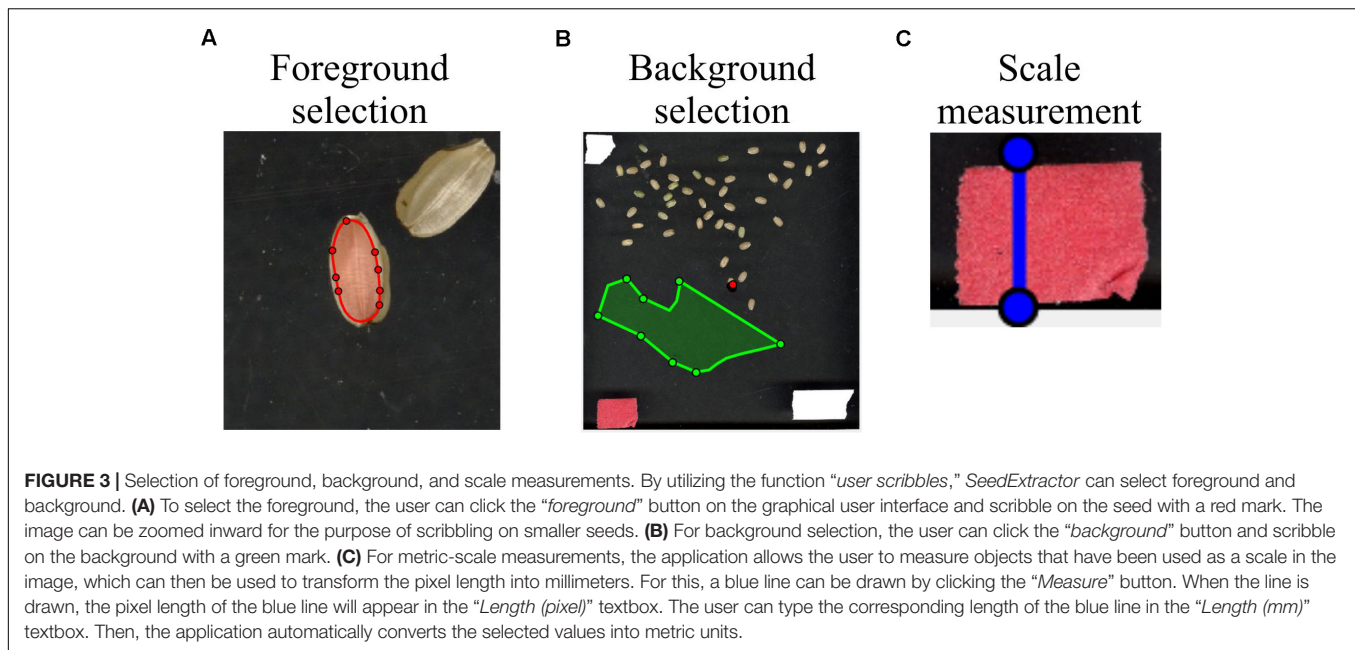 A
B
C
Foreground
selection
Background
selection
Scale
measurement
FIGURE 3 | Selection of foreground, background, and scale measurements. By utilizing the function “user scribbles,” SeedExtractor can select foreground and
background. (A) To select the foreground, the user can click the “foreground” button on the graphical user interface and scribble on the seed with a red mark. The
image can be zoomed inward for the purpose of scribbling on smaller seeds. (B) For background selection, the user can click the “background” button and scribble
on the background with a green mark. (C) For metric-scale measurements, the application allows the user to measure objects that have been used as a scale in the
image, which can then be used to transform the pixel length into millimeters. For this, a blue line can be drawn by clicking the “Measure” button. When the line is
drawn, the pixel length of the blue line will appear in the “Length (pixel)” textbox. The user can type the corresponding length of the blue line in the “Length (mm)”
textbox. Then, the application automatically converts the selected values into metric units.